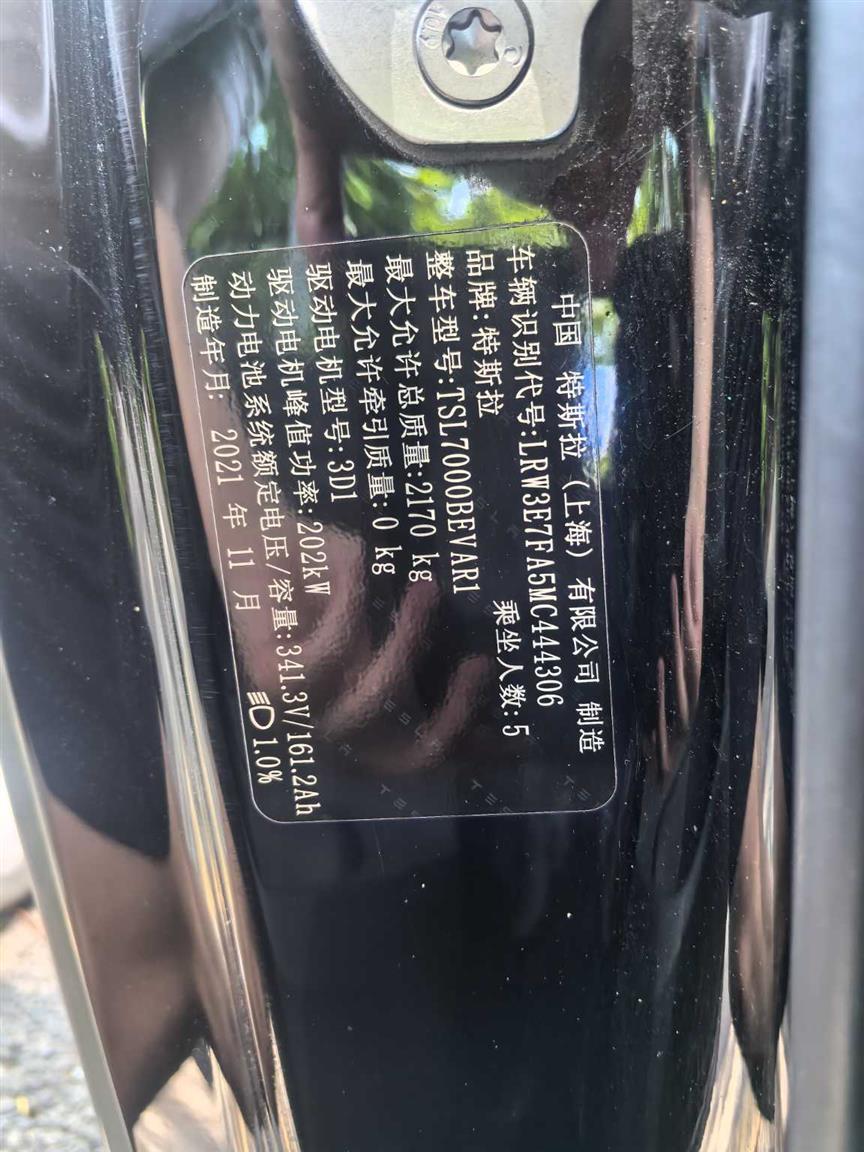 中国 特斯拉（上海）有限公司 制造
车辆识别代号:LRW3E7FA5MC444306
品牌: 特斯拉 乘坐人数:5
整车型号:TSL7000BEVAR1
最大允许总质量:2170 kg
最大允许牵引质量:0 kg
驱动电机型号:3D1
驱动电机峰值功率:202kW
动力电池系统额定电压/容量:341.3V/161.2Ah
制造年月: 2021 年 11 月
1.0%
TESLA